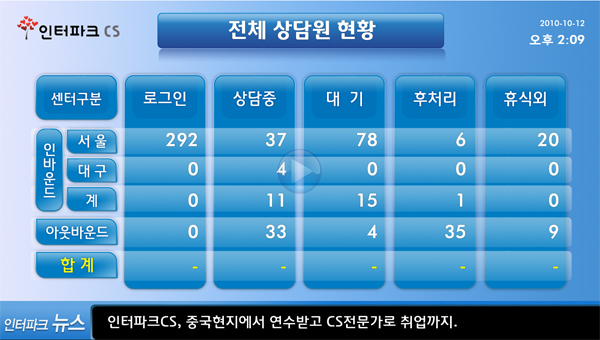 인터파크 CS
전체 상담원 현황
2010-10-12
오후 2:09
센터구분 로그인 상담중 대 기 후처리 휴식외
인바운드
서 울 292 37 78 6 20
대 구 0 4 0 0 0
계 0 11 15 1 0
아웃바운드 0 33 4 35 9
합 계 - - - - -
인터파크 뉴스 인터파크CS, 중국현지에서 연수받고 CS전문가로 취업까지.